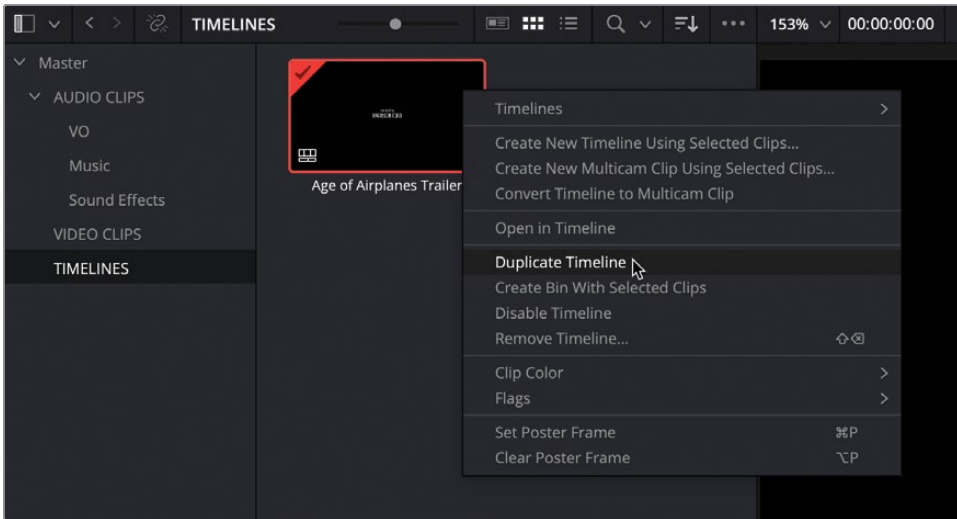 TIMELINES
153%
00:00:00:00
Master
AUDIO CLIPS
VO
Music
Sound Effects
VIDEO CLIPS
TIMELINES
Age of Airplanes Trailer
Timelines
Create New Timeline Using Selected Clips...
Create New Multicam Clip Using Selected Clips...
Convert Timeline to Multicam Clip
Open in Timeline
Duplicate Timeline
Create Bin With Selected Clips
Disable Timeline
Remove Timeline... ⇧⌫
Clip Color
Flags
Set Poster Frame ⌘P
Clear Poster Frame ⌥P